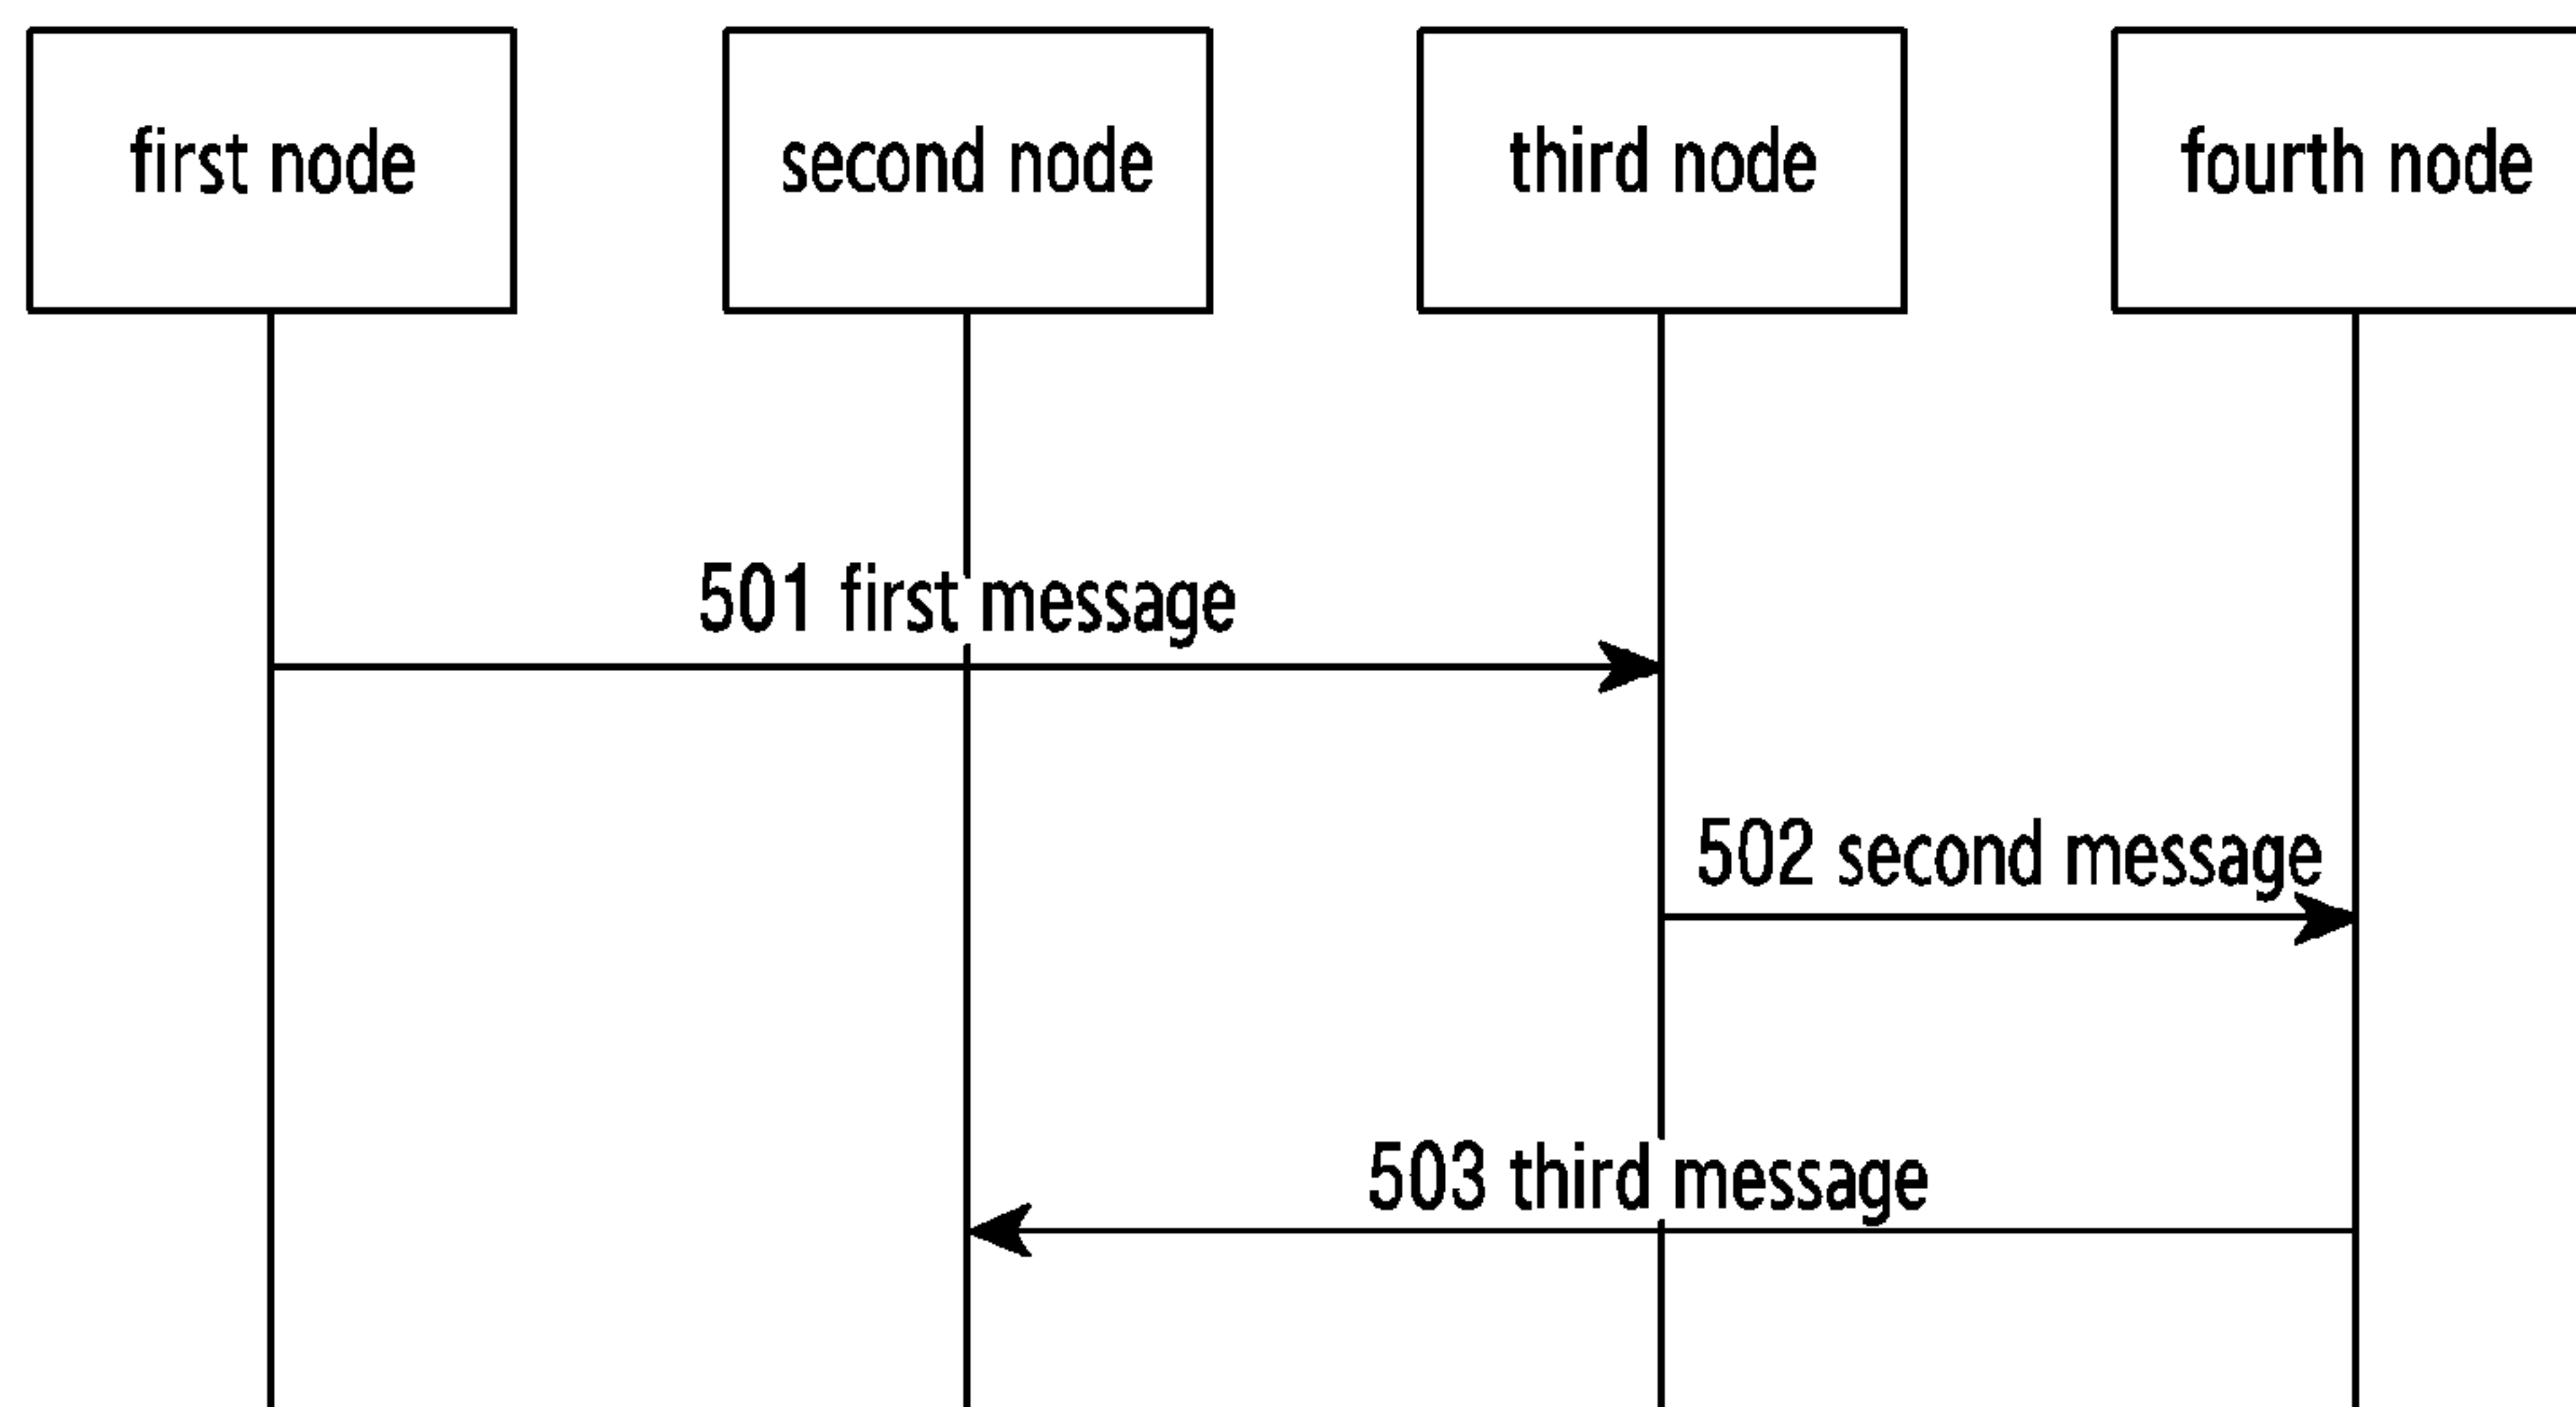 first node
second node
third node
fourth node
501 first message
502 second message
503 third message